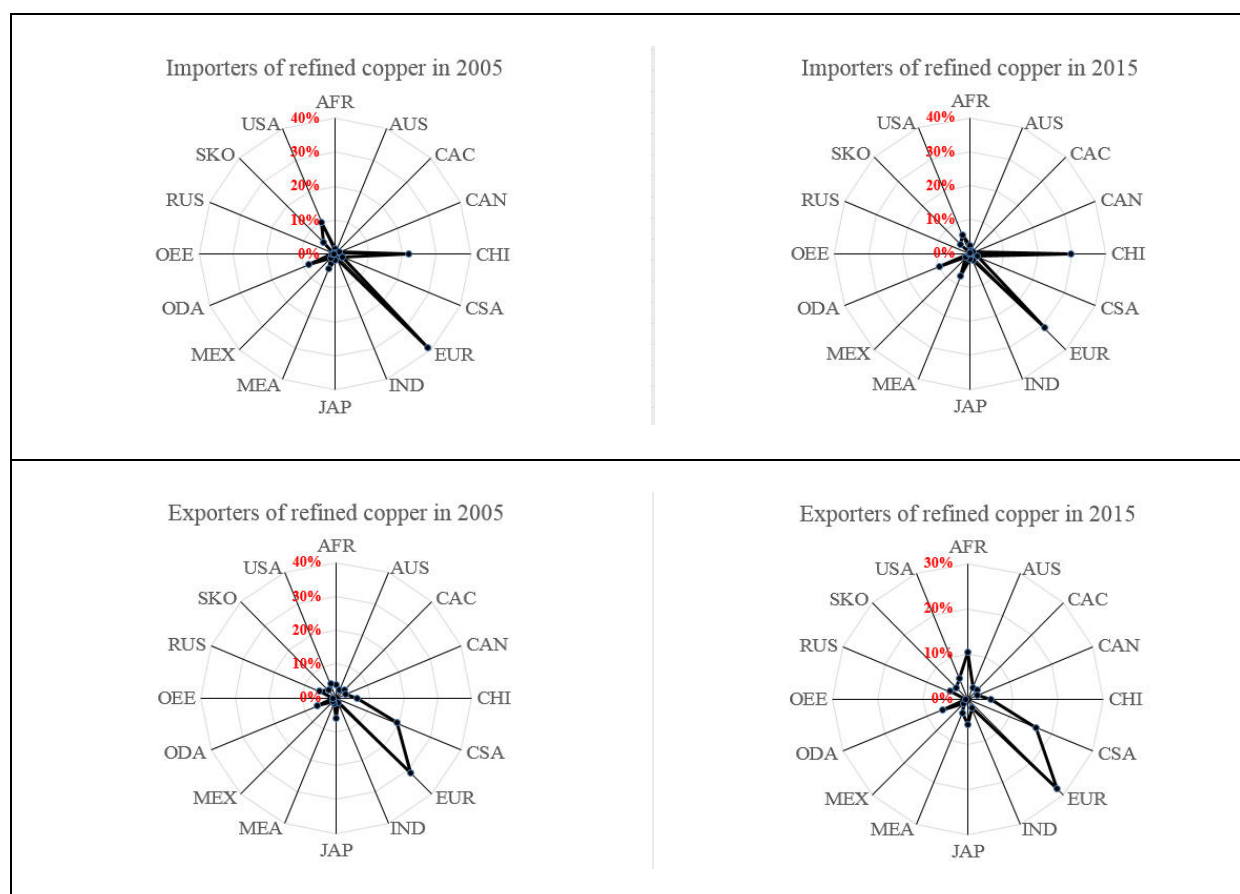 Importers of refined copper in 2005
AFR
40%
USA
AUS
30%
SKO
CAC
20%
RUS
CAN
10%
OEE
0%
CHI
ODA
CSA
MEX
EUR
MEA
IND
JAP
Importers of refined copper in 2015
AFR
40%
USA
AUS
30%
SKO
CAC
20%
RUS
CAN
10%
OEE
0%
CHI
ODA
CSA
MEX
EUR
MEA
IND
JAP
Exporters of refined copper in 2005
AFR
40%
USA
AUS
30%
SKO
CAC
20%
RUS
CAN
10%
OEE
0%
CHI
ODA
CSA
MEX
EUR
MEA
IND
JAP
Exporters of refined copper in 2015
AFR
30%
USA
AUS
SKO
CAC
20%
RUS
CAN
10%
OEE
0%
CHI
ODA
CSA
MEX
EUR
MEA
IND
JAP